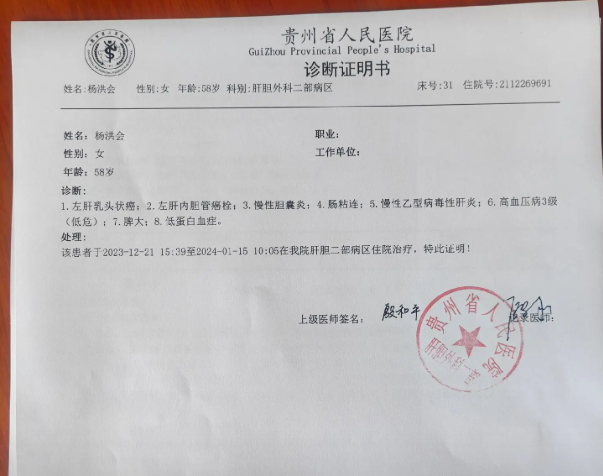 贵州省人民医院
GuiZhou Provincial People's Hospital
诊断证明书
姓名:杨洪会 性别:女 年龄:58岁 科别:肝胆外科二部病区 床号:31 住院号:2112269691
姓名：杨洪会 职业：
性别：女 工作单位：
年龄：58岁
诊断：
1.左肝乳头状癌；2.左肝内胆管癌栓；3.慢性胆囊炎；4.肠粘连；5.慢性乙型病毒性肝炎；6.高血压病3级
（低危）；7.脾大；8.低蛋白血症。
处理：
该患者于2023-12-21 15:39至2024-01-15 10:05在我院肝胆二部病区住院治疗，特此证明！
上级医师签名： 殷和平 医师：
贵州省人民医院